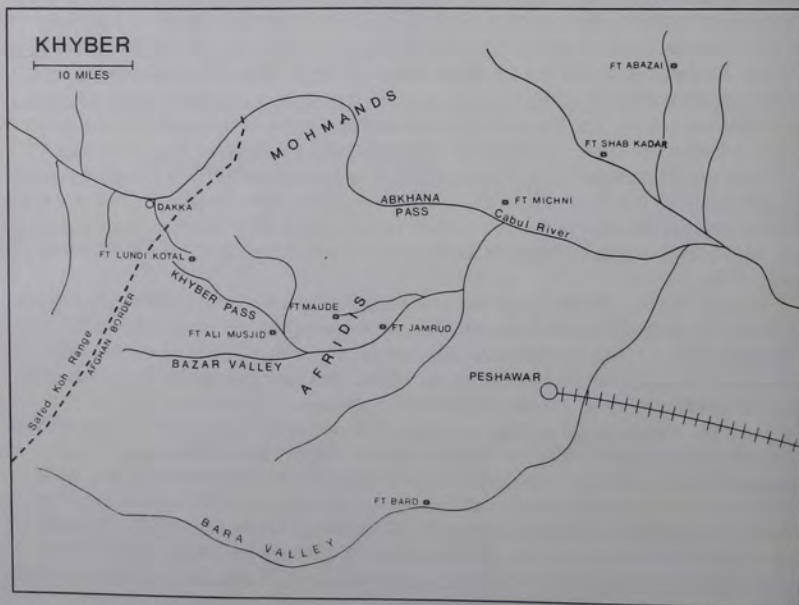 KHYBER
10 MILES
FT ABAZAI
MOHMANDS
FT SHAB KADAR
ABKHANA
PASS
FT MICHNI
Cabul River
DAKKA
FT LUNDI KOTAL
KHYBER PASS
FT MAUDE
AFRIDIS
FT ALI MUSJID
FT JAMRUD
BAZAR VALLEY
Safed Koh Range
AFGHAN BORDER
PESHAWAR
FT BARD
BARA VALLEY